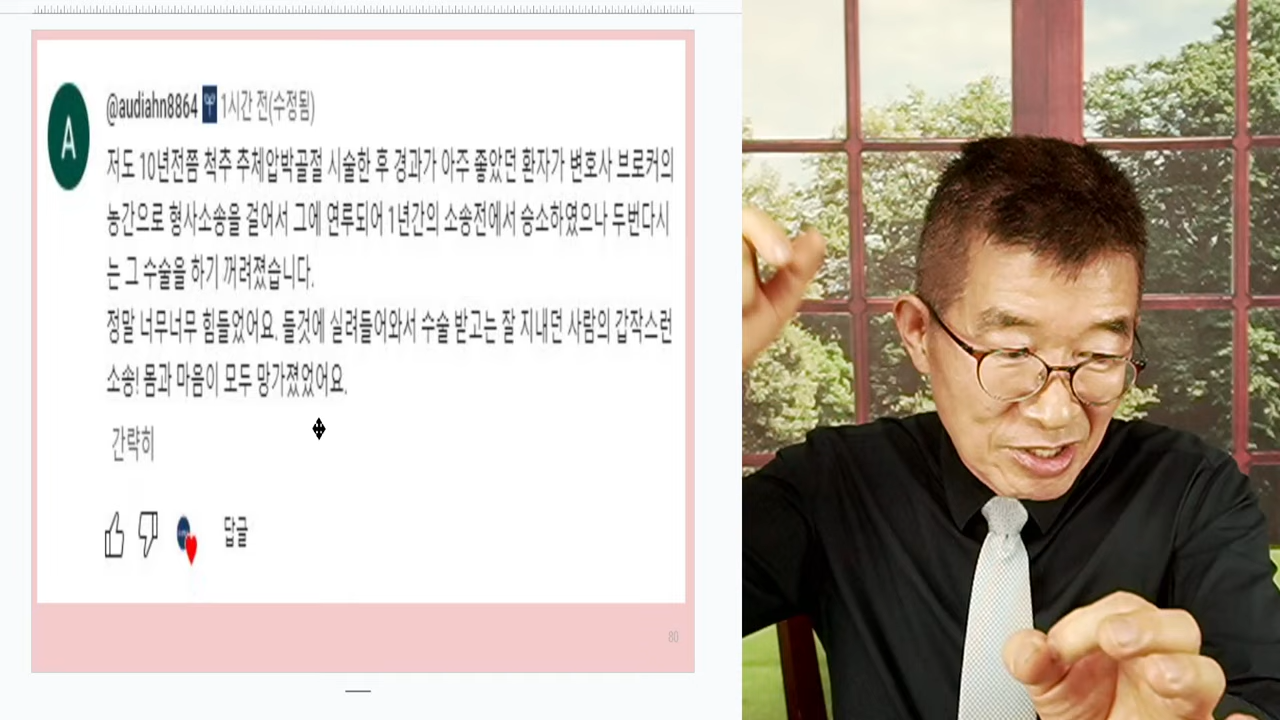 A
@audiahn8864 1시간 전(수정됨)
저도 10년전쯤 척추 추체압박골절 시술한 후 경과가 아주 좋았던 환자가 변호사 브로커의
농간으로 형사소송을 걸어서 그에 연루되어 1년간의 소송전에서 승소하였으나 두번다시
는 그 수술을 하기 꺼려졌습니다.
정말 너무너무 힘들었어요. 들것에 실려들어와서 수술 받고는 잘 지내던 사람의 갑작스런
소송! 몸과 마음이 모두 망가졌었어요.
간략히
답글
80